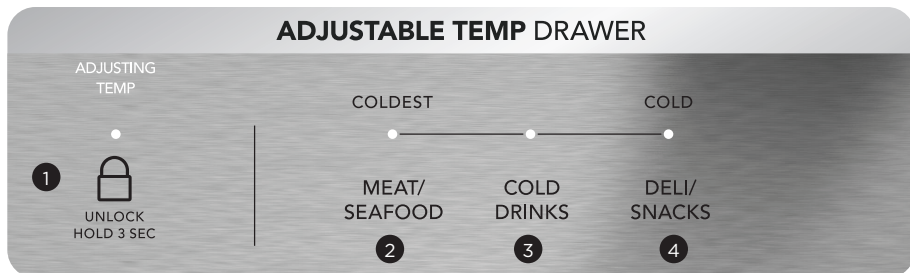 ADJUSTABLE TEMP DRAWER
ADJUSTING
TEMP
COLDEST
COLD
1
UNLOCK
HOLD 3 SEC
MEAT/
SEAFOOD
2
COLD
DRINKS
3
DELI/
SNACKS
4